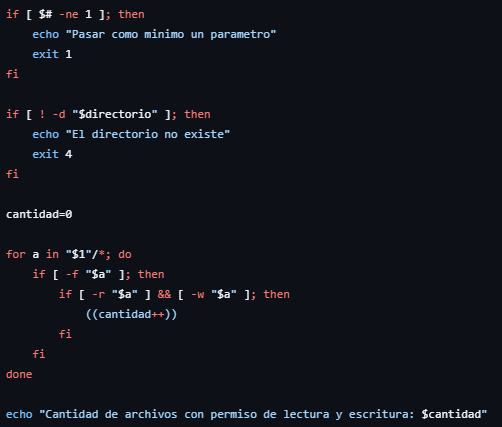 if [ $# -ne 1 ]; then
    echo "Pasar como minimo un parametro"
    exit 1
fi

if [ ! -d "$directorio" ]; then
    echo "El directorio no existe"
    exit 4
fi

cantidad=0

for a in "$1"/*; do
    if [ -f "$a" ]; then
        if [ -r "$a" ] && [ -w "$a" ]; then
            ((cantidad++))
        fi
    fi
done

echo "Cantidad de archivos con permiso de lectura y escritura: $cantidad"